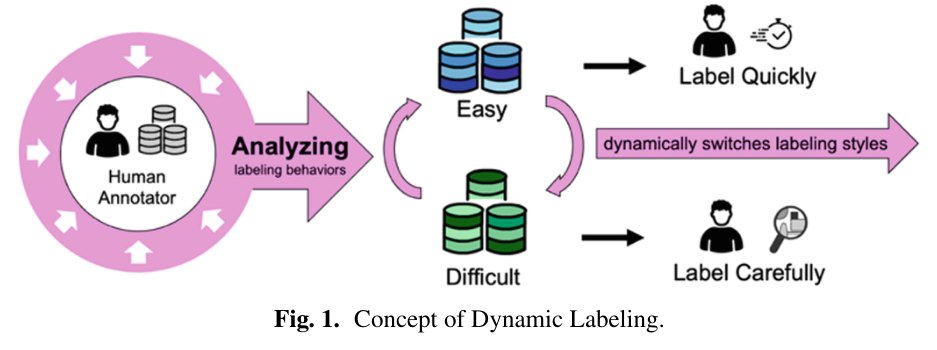 Human
Annotator
Analyzing
labeling behaviors
Easy
Label Quickly
dynamically switches labeling styles
Difficult
Label Carefully
Fig. 1. Concept of Dynamic Labeling.